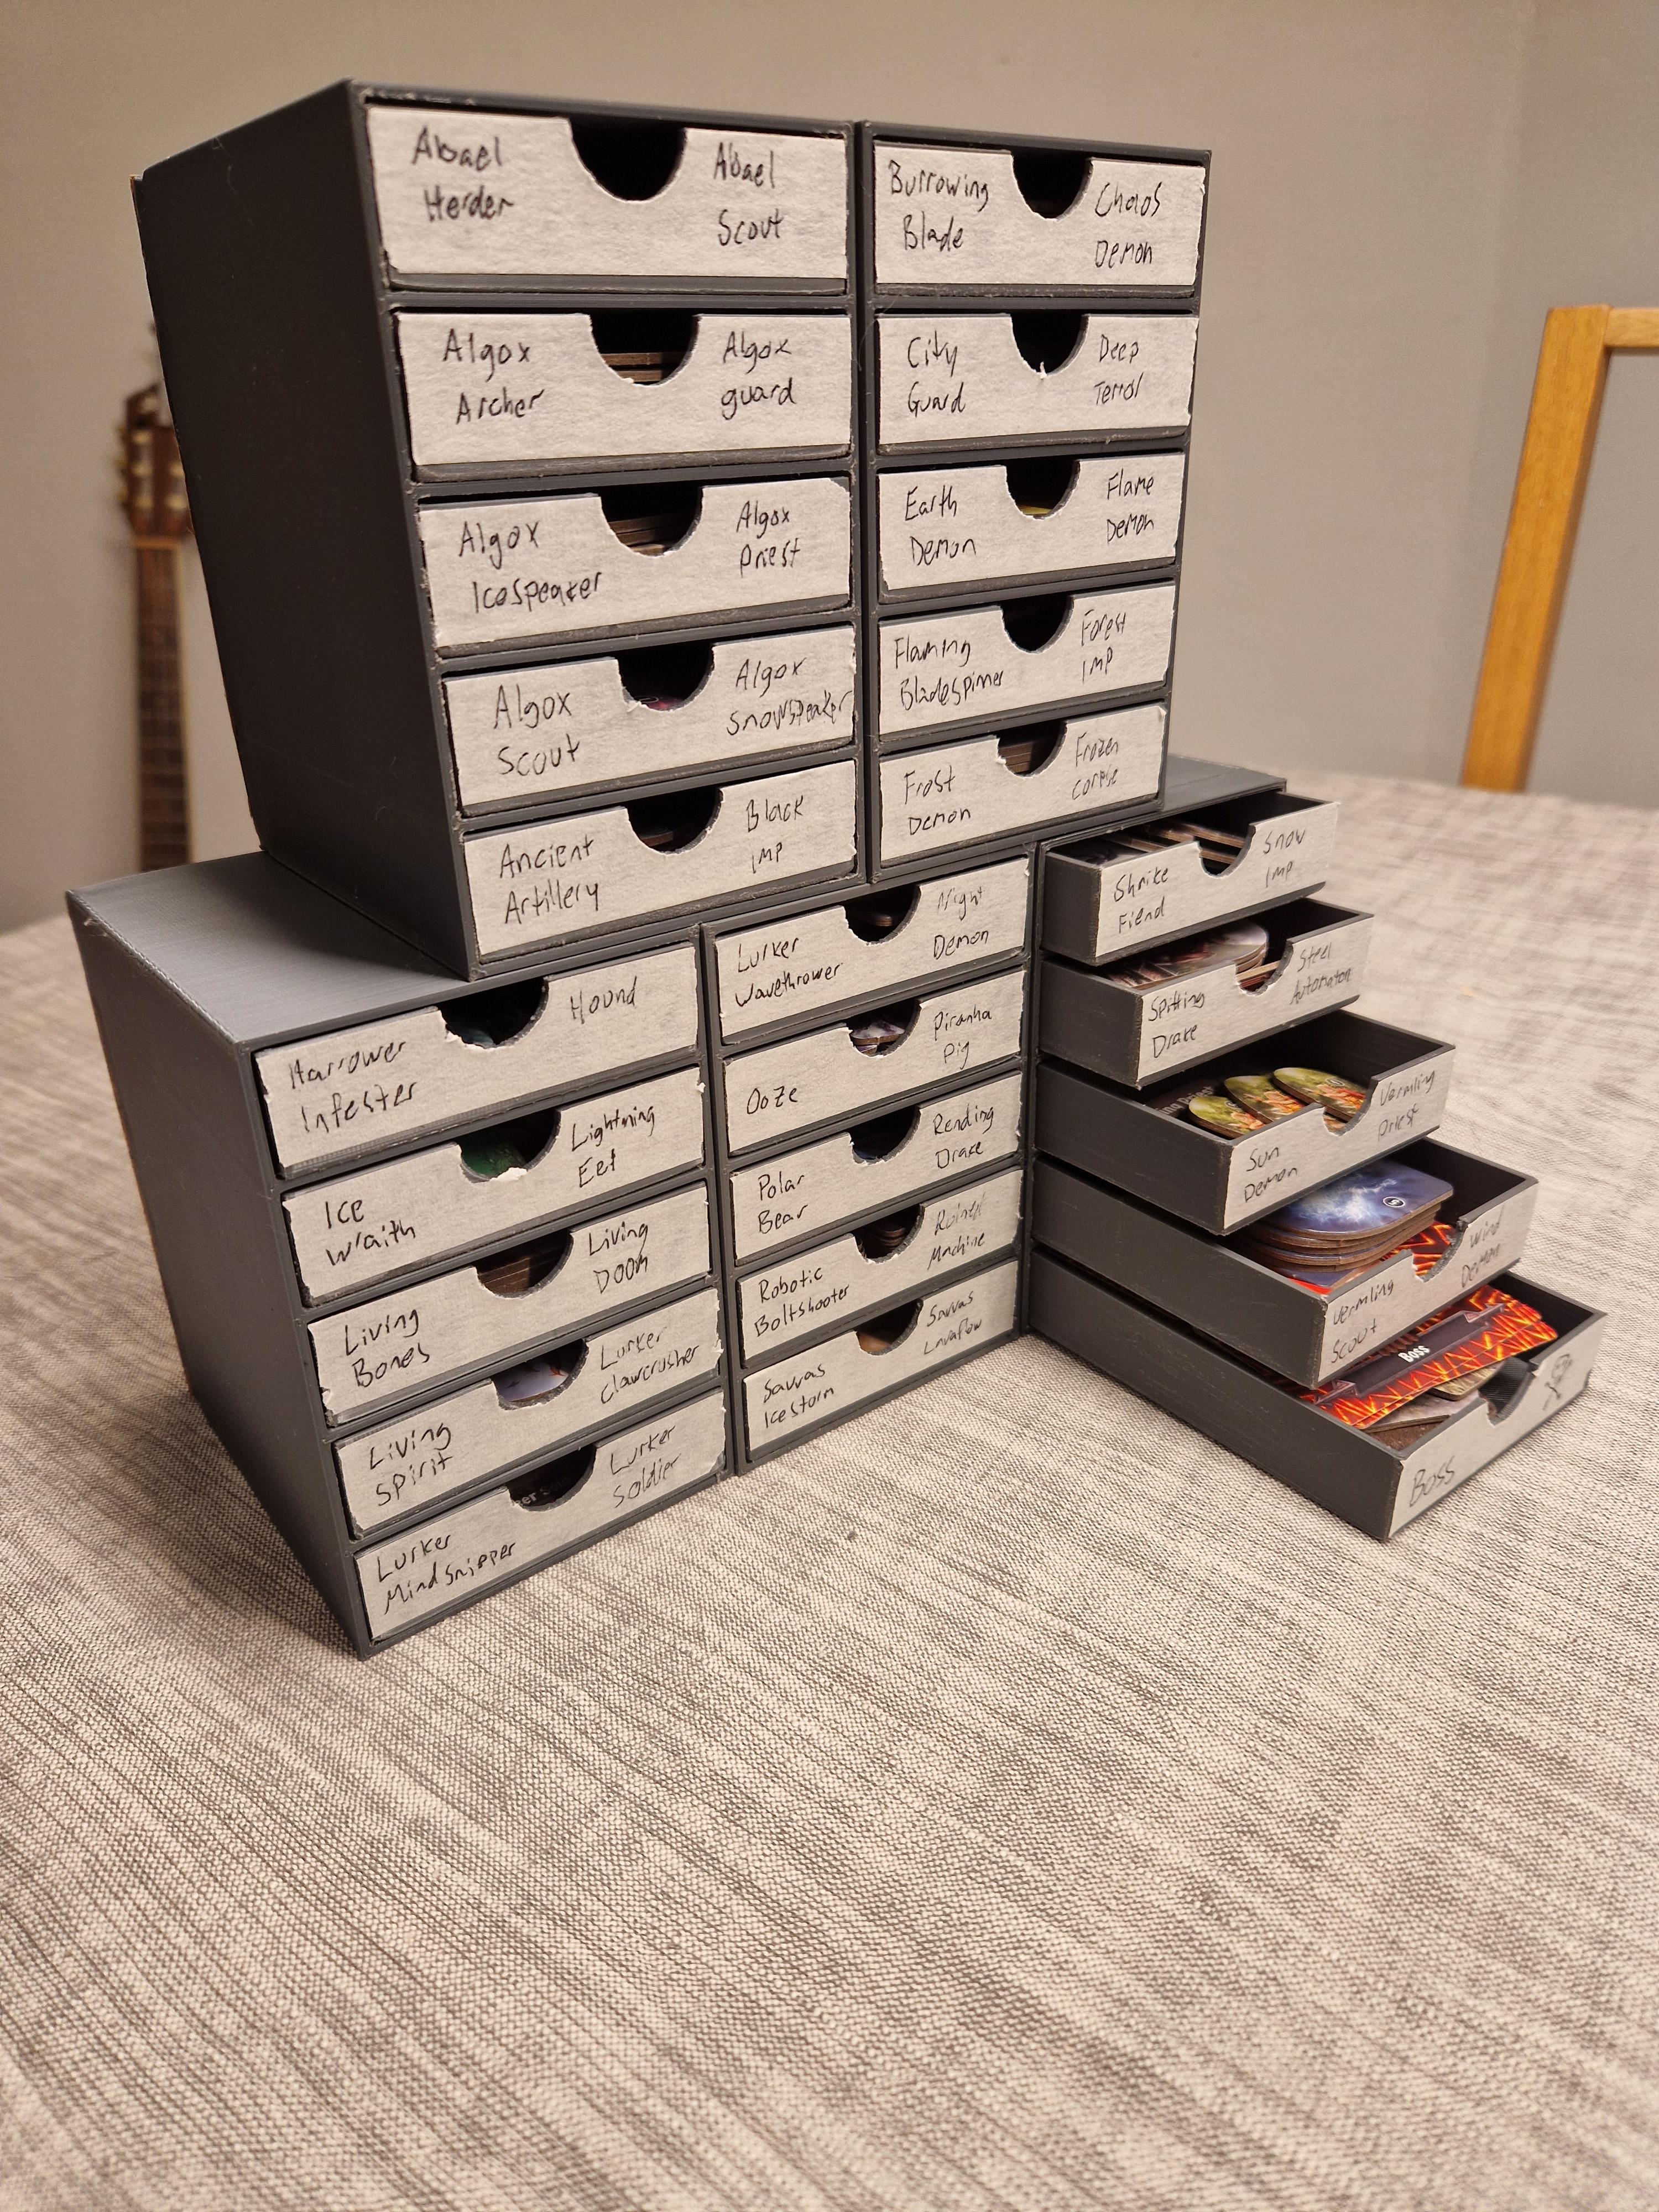 Abael
Herder
Abael
Scout
Algox
Archer
Algox
guard
Algox
Icespeaker
Algox
Priest
Algox
Scout
Algox
Snowspeaker
Ancient
Artillery
Black
Imp
Burrowing
Blade
Chaos
Demon
City
Guard
Deep
Terror
Earth
Demon
Flame
Demon
Flaming
Bladespinner
Forest
Imp
Frost
Demon
Frozen
corpse
Harrower
Infester
Hound
Ice
Wraith
Lightning
Eel
Living
Bones
Living
Doom
Living
Spirit
Lurker
Clawcrusher
Lurker
MindSnipper
Lurker
Soldier
Lurker
Wavethrower
Night
Demon
Ooze
Piranha
Pig
Polar
Bear
Rending
Drake
Robotic
Boltshooter
Ruined
Machine
Savvas
Icestorm
Savvas
Lavaflow
Shrike
Fiend
Snow
Imp
Spitting
Drake
Steel
Automaton
Sun
Demon
Vermling
Priest
Vermling
Scout
Wind
Demon
Boss
Boss